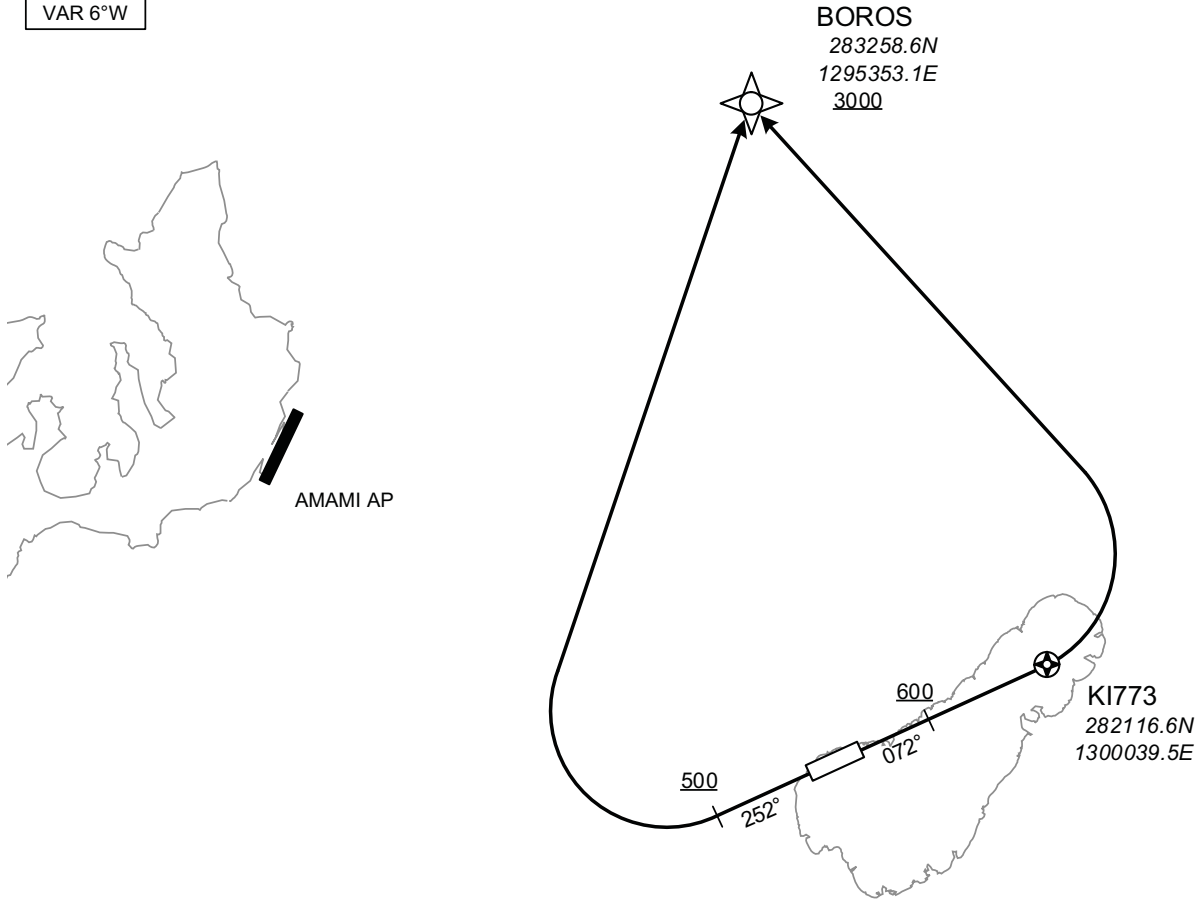 VAR 6°W
BOROS
283258.6N
1295353.1E
3000
AMAMI AP
600
KI773
282116.6N
1300039.5E
072°
500
252°